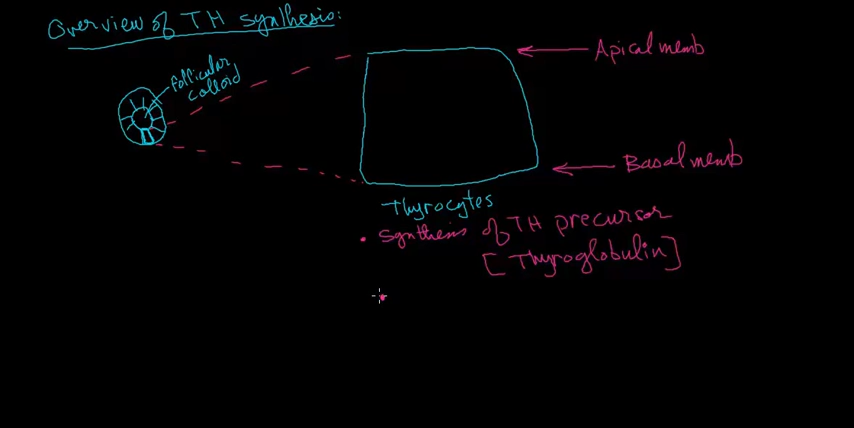 Overview of TH synthesis:
follicular
colloid
Apical memb
Basal memb
Thyrocytes
• Synthesis of TH precursor
[Thyroglobulin]